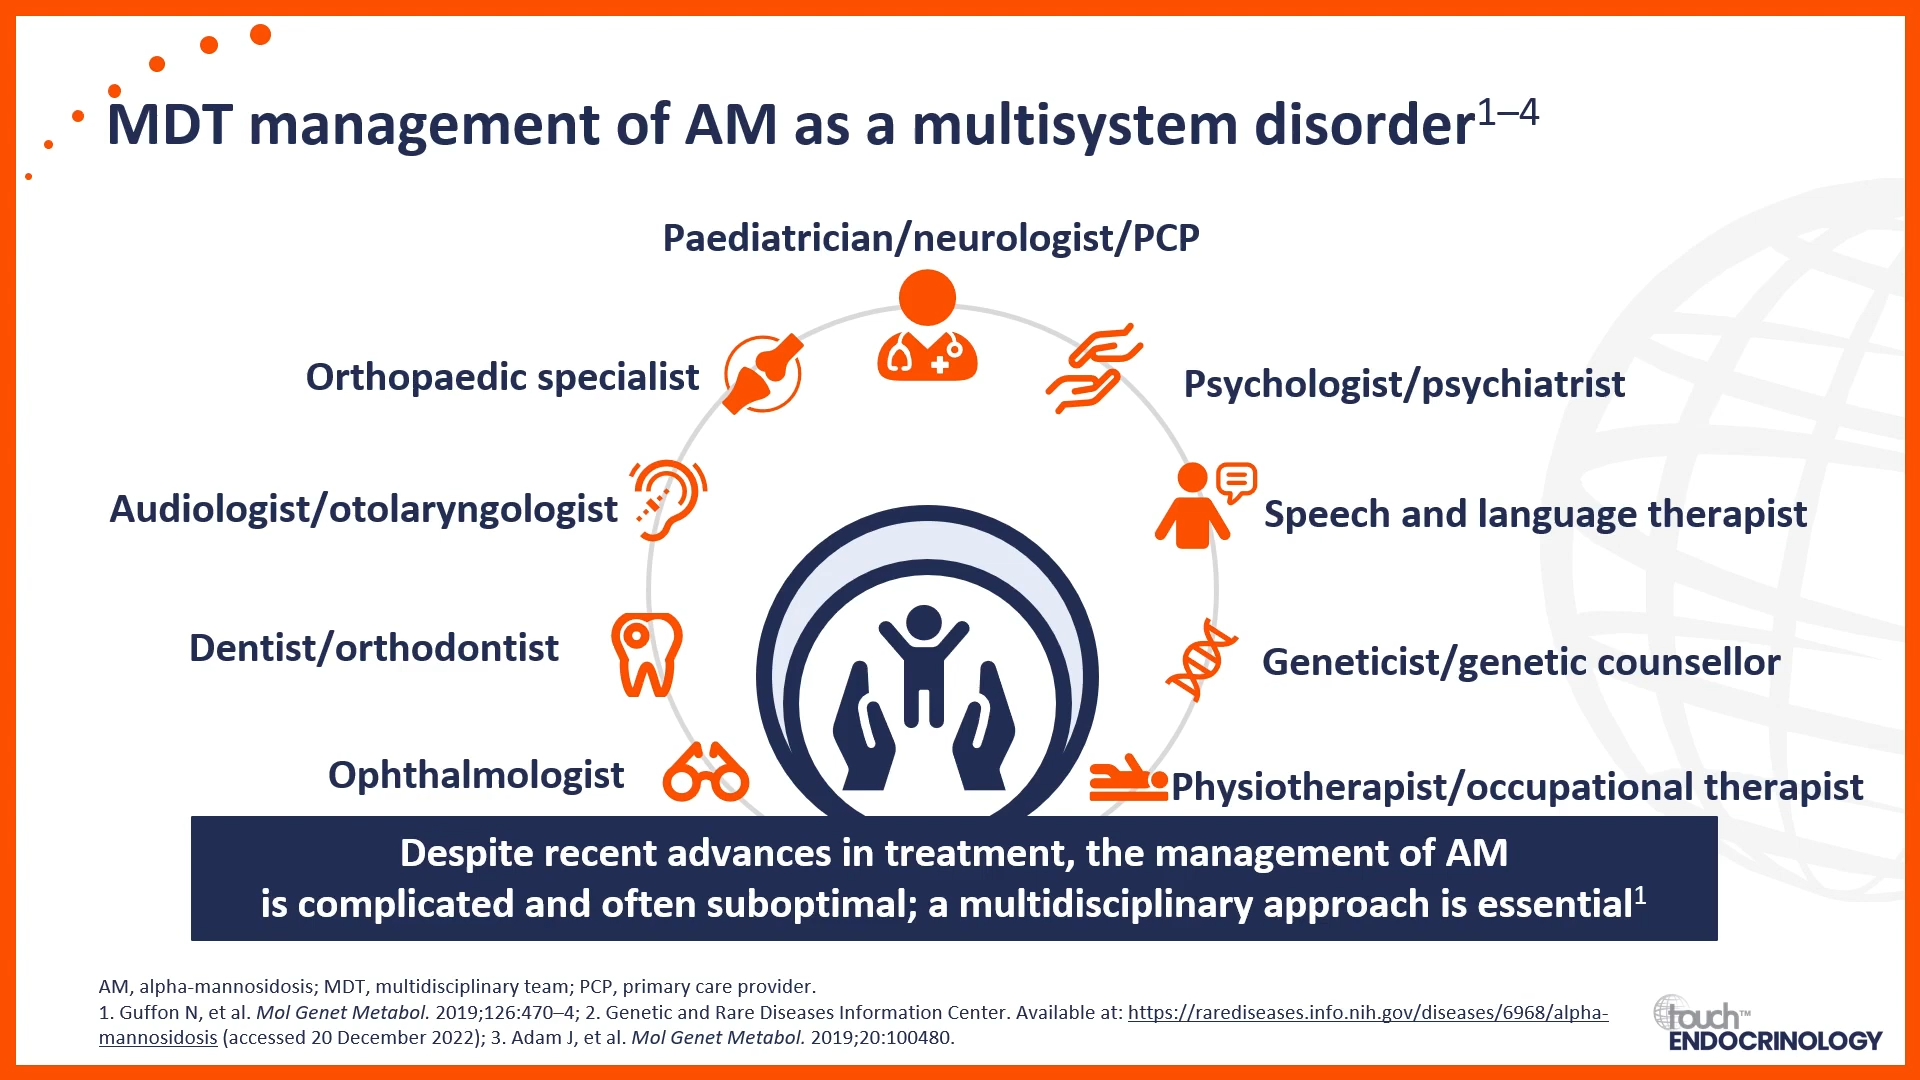 MDT management of AM as a multisystem disorder1–4
Paediatrician/neurologist/PCP
Orthopaedic specialist
Psychologist/psychiatrist
Audiologist/otolaryngologist
Speech and language therapist
Dentist/orthodontist
Geneticist/genetic counsellor
Ophthalmologist
Physiotherapist/occupational therapist
Despite recent advances in treatment, the management of AM
is complicated and often suboptimal; a multidisciplinary approach is essential1
AM, alpha-mannosidosis; MDT, multidisciplinary team; PCP, primary care provider.
1. Guffon N, et al. Mol Genet Metabol. 2019;126:470–4; 2. Genetic and Rare Diseases Information Center. Available at: https://rarediseases.info.nih.gov/diseases/6968/alpha-
mannosidosis (accessed 20 December 2022); 3. Adam J, et al. Mol Genet Metabol. 2019;20:100480.
touch™
ENDOCRINOLOGY